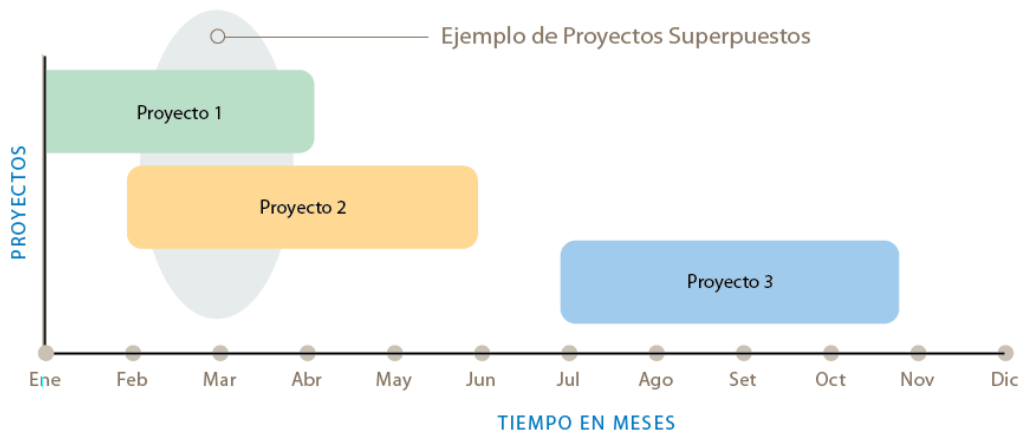 Ejemplo de Proyectos Superpuestos
Proyecto 1
Proyecto 2
Proyecto 3
PROYECTOS
Ene Feb Mar Abr May Jun Jul Ago Set Oct Nov Dic
TIEMPO EN MESES